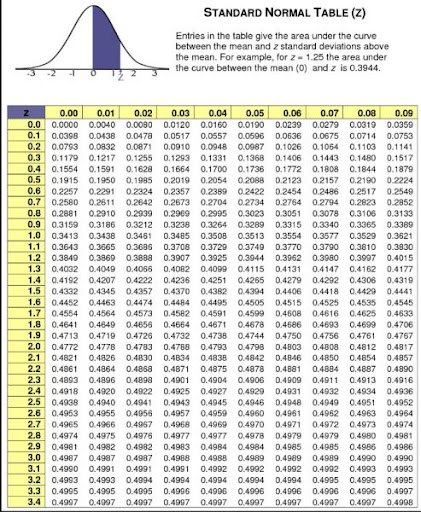 STANDARD NORMAL TABLE (Z)
Entries in the table give the area under the curve
between the mean and z standard deviations above
the mean. For example, for z = 1.25 the area under
the curve between the mean (0) and z is 0.3944.
-3 -2 -1 0 1 Z 2 3
z 0.00 0.01 0.02 0.03 0.04 0.05 0.06 0.07 0.08 0.09
0.0 0.0000 0.0040 0.0080 0.0120 0.0160 0.0190 0.0239 0.0279 0.0319 0.0359
0.1 0.0398 0.0438 0.0478 0.0517 0.0557 0.0596 0.0636 0.0675 0.0714 0.0753
0.2 0.0793 0.0832 0.0871 0.0910 0.0948 0.0987 0.1026 0.1064 0.1103 0.1141
0.3 0.1179 0.1217 0.1255 0.1293 0.1331 0.1368 0.1406 0.1443 0.1480 0.1517
0.4 0.1554 0.1591 0.1628 0.1664 0.1700 0.1736 0.1772 0.1808 0.1844 0.1879
0.5 0.1915 0.1950 0.1985 0.2019 0.2054 0.2088 0.2123 0.2157 0.2190 0.2224
0.6 0.2257 0.2291 0.2324 0.2357 0.2389 0.2422 0.2454 0.2486 0.2517 0.2549
0.7 0.2580 0.2611 0.2642 0.2673 0.2704 0.2734 0.2764 0.2794 0.2823 0.2852
0.8 0.2881 0.2910 0.2939 0.2969 0.2995 0.3023 0.3051 0.3078 0.3106 0.3133
0.9 0.3159 0.3186 0.3212 0.3238 0.3264 0.3289 0.3315 0.3340 0.3365 0.3389
1.0 0.3413 0.3438 0.3461 0.3485 0.3508 0.3513 0.3554 0.3577 0.3529 0.3621
1.1 0.3643 0.3665 0.3686 0.3708 0.3729 0.3749 0.3770 0.3790 0.3810 0.3830
1.2 0.3849 0.3869 0.3888 0.3907 0.3925 0.3944 0.3962 0.3980 0.3997 0.4015
1.3 0.4032 0.4049 0.4066 0.4082 0.4099 0.4115 0.4131 0.4147 0.4162 0.4177
1.4 0.4192 0.4207 0.4222 0.4236 0.4251 0.4265 0.4279 0.4292 0.4306 0.4319
1.5 0.4332 0.4345 0.4357 0.4370 0.4382 0.4394 0.4406 0.4418 0.4429 0.4441
1.6 0.4452 0.4463 0.4474 0.4484 0.4495 0.4505 0.4515 0.4525 0.4535 0.4545
1.7 0.4554 0.4564 0.4573 0.4582 0.4591 0.4599 0.4608 0.4616 0.4625 0.4633
1.8 0.4641 0.4649 0.4656 0.4664 0.4671 0.4678 0.4686 0.4693 0.4699 0.4706
1.9 0.4713 0.4719 0.4726 0.4732 0.4738 0.4744 0.4750 0.4756 0.4761 0.4767
2.0 0.4772 0.4778 0.4783 0.4788 0.4793 0.4798 0.4803 0.4808 0.4812 0.4817
2.1 0.4821 0.4826 0.4830 0.4834 0.4838 0.4842 0.4846 0.4850 0.4854 0.4857
2.2 0.4861 0.4864 0.4868 0.4871 0.4875 0.4878 0.4881 0.4884 0.4887 0.4890
2.3 0.4893 0.4896 0.4898 0.4901 0.4904 0.4906 0.4909 0.4911 0.4913 0.4916
2.4 0.4918 0.4920 0.4922 0.4925 0.4927 0.4929 0.4931 0.4932 0.4934 0.4936
2.5 0.4938 0.4940 0.4941 0.4943 0.4945 0.4946 0.4948 0.4949 0.4951 0.4952
2.6 0.4953 0.4955 0.4956 0.4957 0.4959 0.4960 0.4961 0.4962 0.4963 0.4964
2.7 0.4965 0.4966 0.4967 0.4968 0.4969 0.4970 0.4971 0.4972 0.4973 0.4974
2.8 0.4974 0.4975 0.4976 0.4977 0.4977 0.4978 0.4979 0.4979 0.4980 0.4981
2.9 0.4981 0.4982 0.4982 0.4983 0.4984 0.4984 0.4985 0.4985 0.4986 0.4986
3.0 0.4987 0.4987 0.4987 0.4988 0.4988 0.4989 0.4989 0.4989 0.4990 0.4990
3.1 0.4990 0.4991 0.4991 0.4991 0.4992 0.4992 0.4992 0.4992 0.4993 0.4993
3.2 0.4993 0.4993 0.4994 0.4994 0.4994 0.4994 0.4994 0.4995 0.4995 0.4995
3.3 0.4995 0.4995 0.4995 0.4996 0.4996 0.4996 0.4996 0.4996 0.4996 0.4997
3.4 0.4997 0.4997 0.4997 0.4997 0.4997 0.4997 0.4997 0.4997 0.4997 0.4998